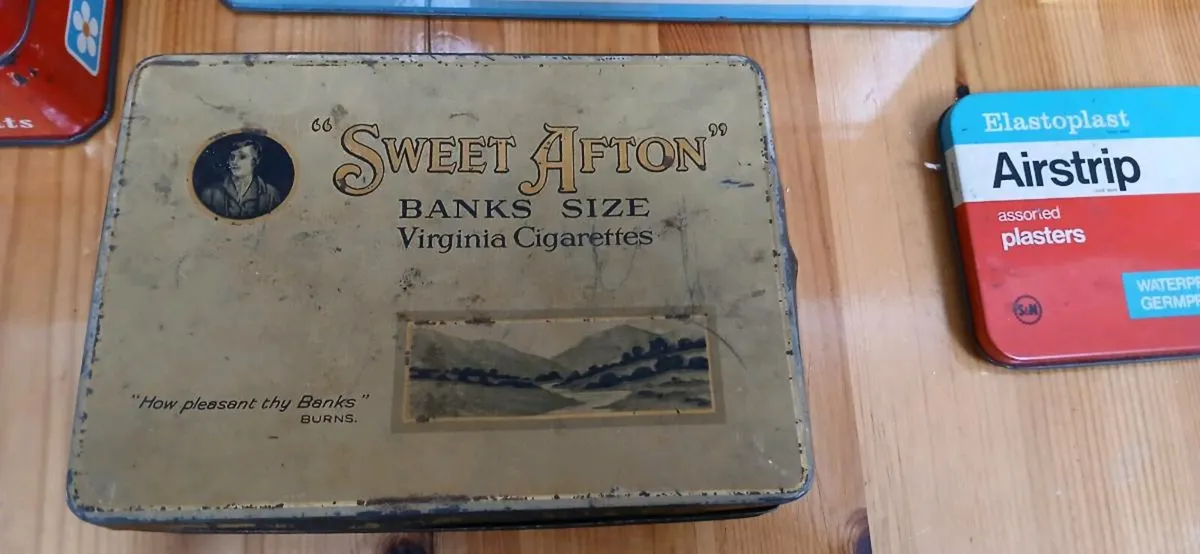 "SWEET AFTON"
BANKS SIZE
Virginia Cigarettes
"How pleasant thy Banks"
BURNS.
Elastoplast
Airstrip
assorted
plasters
S&N